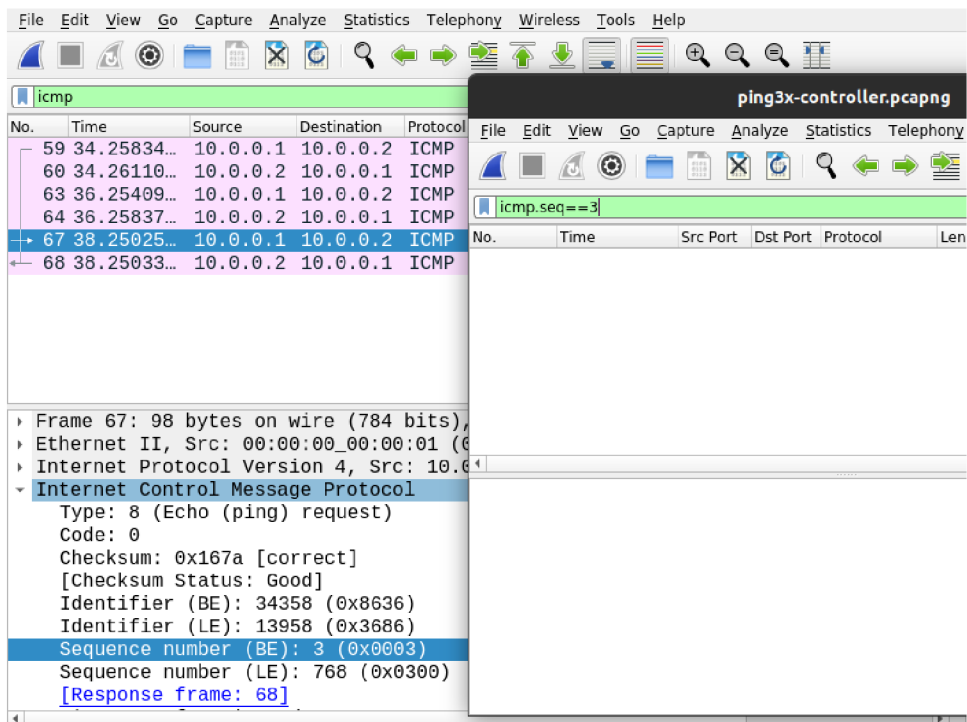 File Edit View Go Capture Analyze Statistics Telephony Wireless Tools Help
icmp
No. Time Source Destination Protocol
59 34.25834… 10.0.0.1 10.0.0.2 ICMP
60 34.26110… 10.0.0.2 10.0.0.1 ICMP
63 36.25409… 10.0.0.1 10.0.0.2 ICMP
64 36.25837… 10.0.0.2 10.0.0.1 ICMP
67 38.25025… 10.0.0.1 10.0.0.2 ICMP
68 38.25033… 10.0.0.2 10.0.0.1 ICMP
Frame 67: 98 bytes on wire (784 bits),
Ethernet II, Src: 00:00:00_00:00:01 (0
Internet Protocol Version 4, Src: 10.0
Internet Control Message Protocol
Type: 8 (Echo (ping) request)
Code: 0
Checksum: 0x167a [correct]
[Checksum Status: Good]
Identifier (BE): 34358 (0x8636)
Identifier (LE): 13958 (0x3686)
Sequence number (BE): 3 (0x0003)
Sequence number (LE): 768 (0x0300)
[Response frame: 68]
ping3x-controller.pcapng
File Edit View Go Capture Analyze Statistics Telephony
icmp.seq==3
No. Time Src Port Dst Port Protocol Len